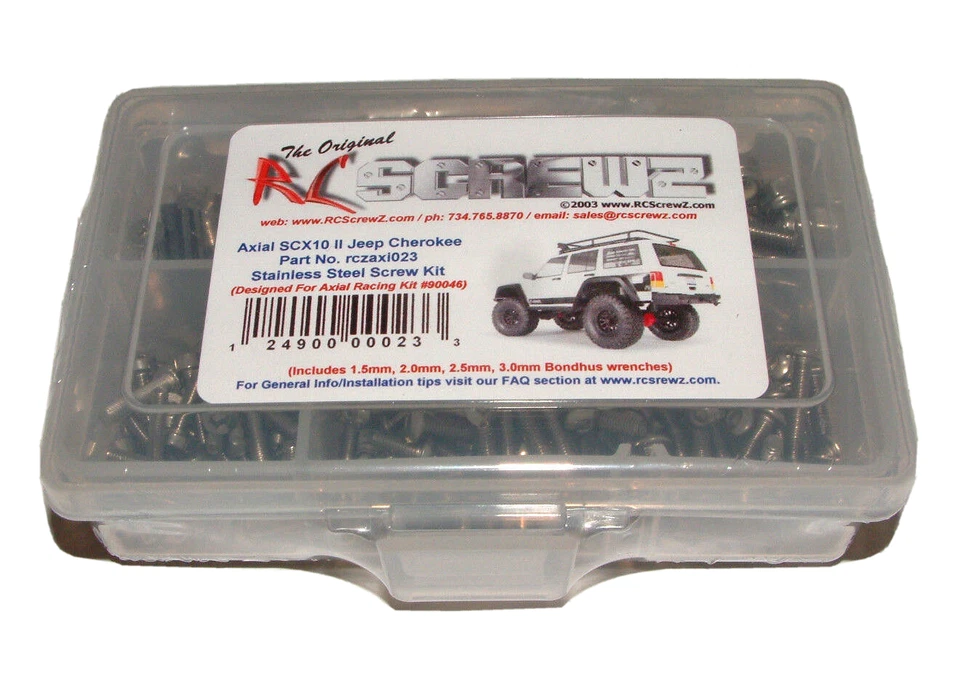 The Original
RC SCREWZ
©2003 www.RCScrewZ.com
web: www.RCScrewZ.com / ph: 734.765.8870 / email: sales@rcscrewz.com
Axial SCX10 II Jeep Cherokee
Part No. rczaxi023
Stainless Steel Screw Kit
(Designed For Axial Racing Kit #90046)
1 24900 00023 3
(Includes 1.5mm, 2.0mm, 2.5mm, 3.0mm Bondhus wrenches)
For General Info/Installation tips visit our FAQ section at www.rcsrewz.com.